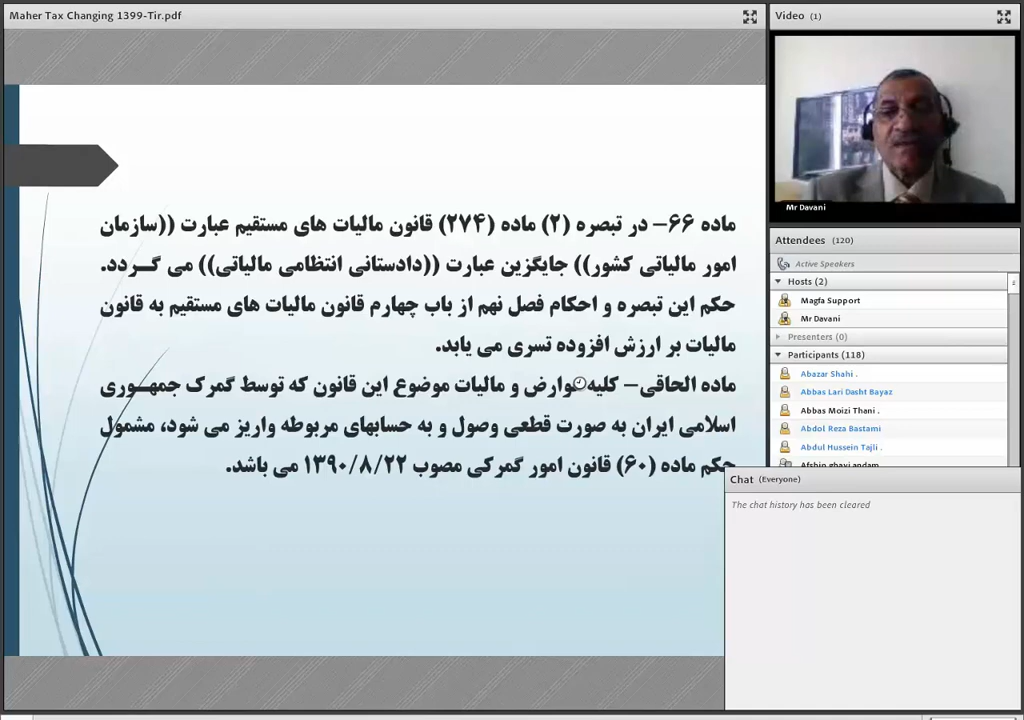 Maher Tax Changing 1399-Tir.pdf
ماده ۶۶- در تبصره (۲) ماده (۲۷۴) قانون مالیات های مستقیم عبارت ((سازمان
امور مالیاتی کشور)) جایگزین عبارت ((دادستانی انتظامی مالیاتی)) می گـــردد.
حکم این تبصره و احکام فصل نهم از باب چهارم قانون مالیات های مستقیم به قانون
مالیات بر ارزش افزوده تسری می یابد.
ماده الحاقی- کلیه عوارض و مالیات موضوع این قانون که توسط گمرک جمهــوری
اسلامی ایران به صورت قطعی وصول و به حسابهای مربوطه واریز می شود، مشمول
حکم ماده (۶۰) قانون امور گمرکی مصوب ۱۳۹۰/۸/۲۲ می باشد.
Video (1)
Mr Davani
Attendees (120)
Active Speakers
Hosts (2)
Magfa Support
Mr Davani
Presenters (0)
Participants (118)
Abazar Shahi .
Abbas Lari Dasht Bayaz
Abbas Moizi Thani .
Abdol Reza Bastami
Abdul Hussein Tajli .
Afshin ghavi andam
Chat (Everyone)
The chat history has been cleared